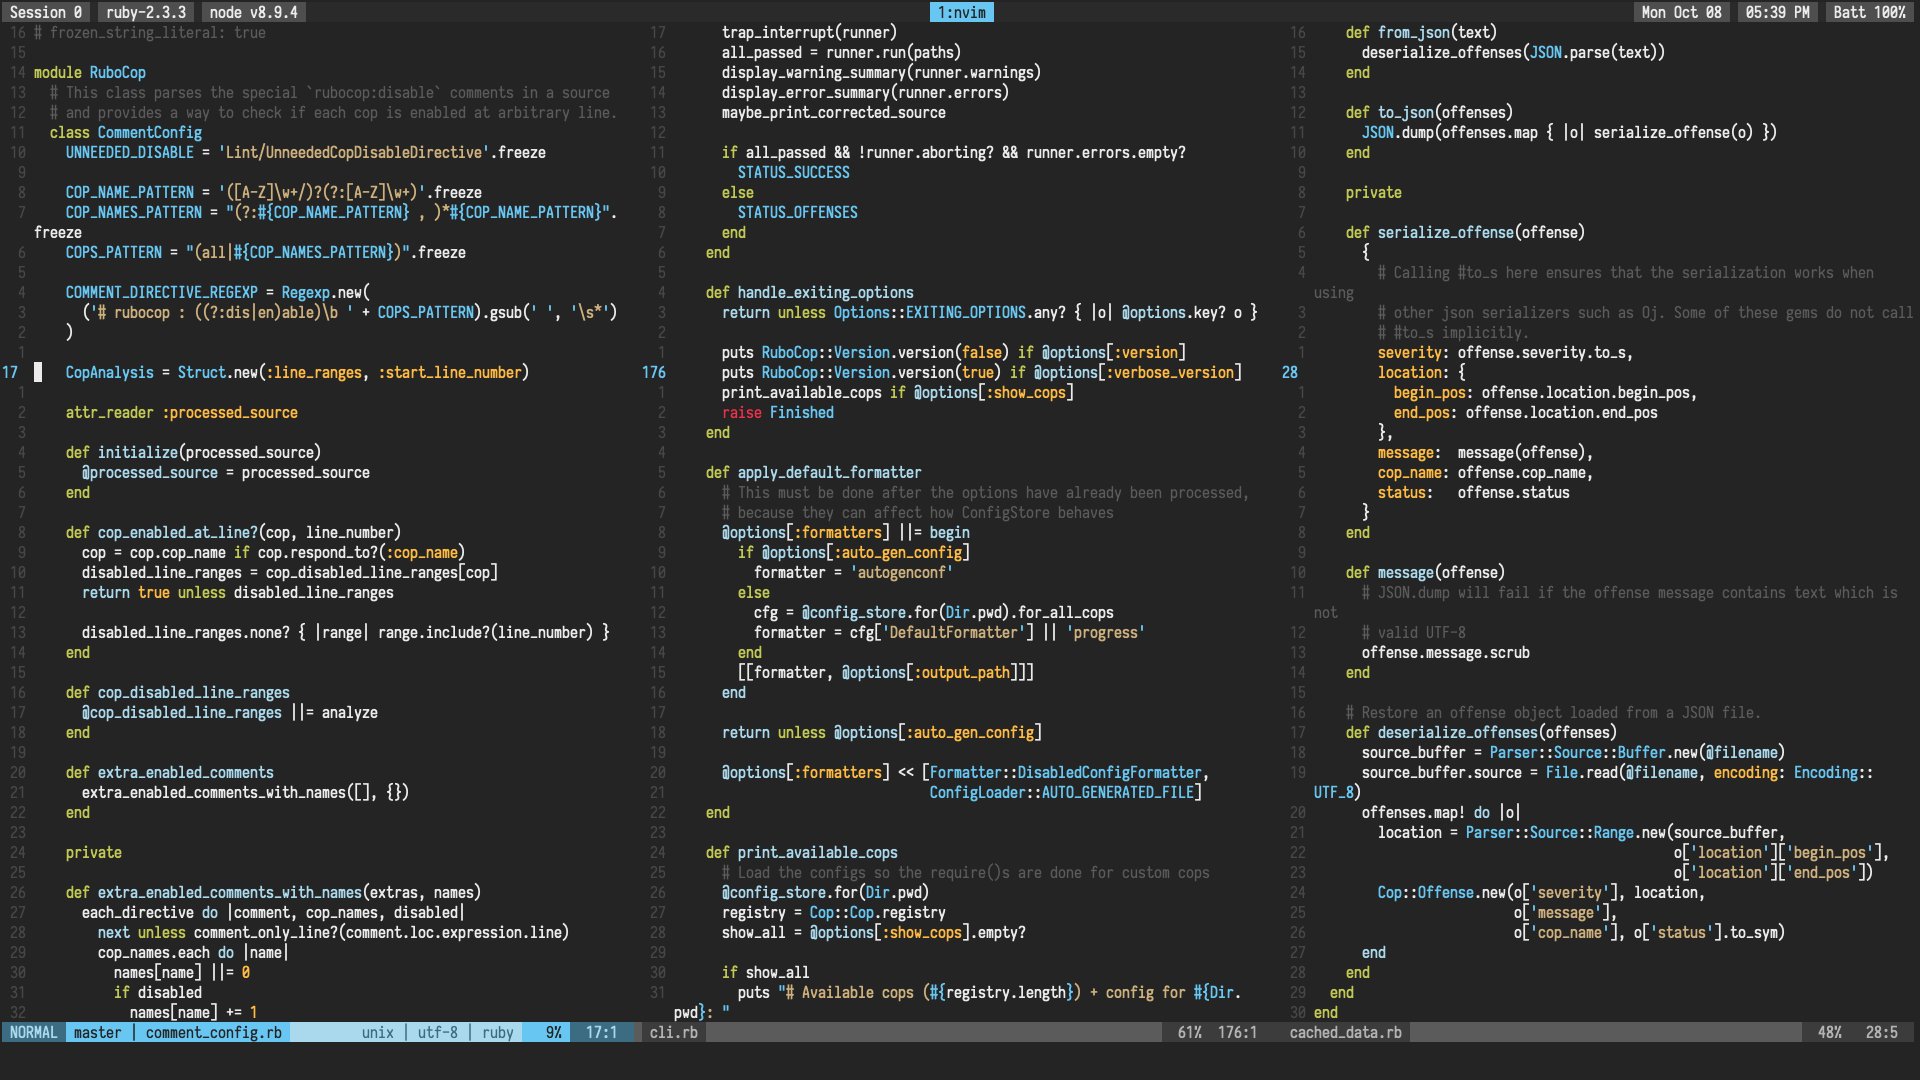 Session 0 ruby-2.3.3 node v8.9.4 1:nvim Mon Oct 08 05:39 PM Batt 100%
16 # frozen_string_literal: true
15
14 module RuboCop
13   # This class parses the special `rubocop:disable` comments in a source
12   # and provides a way to check if each cop is enabled at arbitrary line.
11   class CommentConfig
10     UNNEEDED_DISABLE = 'Lint/UnneededCopDisableDirective'.freeze
9
8     COP_NAME_PATTERN = '([A-Z]\w+/)?(?:[A-Z]\w+)'.freeze
7     COP_NAMES_PATTERN = "(?:#{COP_NAME_PATTERN} , )*#{COP_NAME_PATTERN}".
freeze
6     COPS_PATTERN = "(all|#{COP_NAMES_PATTERN})".freeze
5
4     COMMENT_DIRECTIVE_REGEXP = Regexp.new(
3       ('# rubocop : ((?:dis|en)able)\b ' + COPS_PATTERN).gsub(' ', '\s*')
2     )
1
17     CopAnalysis = Struct.new(:line_ranges, :start_line_number)
1
2     attr_reader :processed_source
3
4     def initialize(processed_source)
5       @processed_source = processed_source
6     end
7
8     def cop_enabled_at_line?(cop, line_number)
9       cop = cop.cop_name if cop.respond_to?(:cop_name)
10       disabled_line_ranges = cop_disabled_line_ranges[cop]
11       return true unless disabled_line_ranges
12
13       disabled_line_ranges.none? { |range| range.include?(line_number) }
14     end
15
16     def cop_disabled_line_ranges
17       @cop_disabled_line_ranges ||= analyze
18     end
19
20     def extra_enabled_comments
21       extra_enabled_comments_with_names([], {})
22     end
23
24     private
25
26     def extra_enabled_comments_with_names(extras, names)
27       each_directive do |comment, cop_names, disabled|
28         next unless comment_only_line?(comment.loc.expression.line)
29         cop_names.each do |name|
30           names[name] ||= 0
31           if disabled
32             names[name] += 1
NORMAL master | comment_config.rb unix | utf-8 | ruby 9% 17:1
17       trap_interrupt(runner)
16       all_passed = runner.run(paths)
15       display_warning_summary(runner.warnings)
14       display_error_summary(runner.errors)
13       maybe_print_corrected_source
12
11       if all_passed && !runner.aborting? && runner.errors.empty?
10         STATUS_SUCCESS
9       else
8         STATUS_OFFENSES
7       end
6     end
5
4     def handle_exiting_options
3       return unless Options::EXITING_OPTIONS.any? { |o| @options.key? o }
2
1       puts RuboCop::Version.version(false) if @options[:version]
176       puts RuboCop::Version.version(true) if @options[:verbose_version]
1       print_available_cops if @options[:show_cops]
2       raise Finished
3     end
4
5     def apply_default_formatter
6       # This must be done after the options have already been processed,
7       # because they can affect how ConfigStore behaves
8       @options[:formatters] ||= begin
9         if @options[:auto_gen_config]
10           formatter = 'autogenconf'
11         else
12           cfg = @config_store.for(Dir.pwd).for_all_cops
13           formatter = cfg['DefaultFormatter'] || 'progress'
14         end
15         [[formatter, @options[:output_path]]]
16       end
17
18       return unless @options[:auto_gen_config]
19
20       @options[:formatters] << [Formatter::DisabledConfigFormatter,
21                                 ConfigLoader::AUTO_GENERATED_FILE]
22     end
23
24     def print_available_cops
25       # Load the configs so the require()s are done for custom cops
26       @config_store.for(Dir.pwd)
27       registry = Cop::Cop.registry
28       show_all = @options[:show_cops].empty?
29
30       if show_all
31         puts "# Available cops (#{registry.length}) + config for #{Dir.
pwd}: "
cli.rb 61% 176:1
16     def from_json(text)
15       deserialize_offenses(JSON.parse(text))
14     end
13
12     def to_json(offenses)
11       JSON.dump(offenses.map { |o| serialize_offense(o) })
10     end
9
8     private
7
6     def serialize_offense(offense)
5       {
4         # Calling #to_s here ensures that the serialization works when
using
3         # other json serializers such as Oj. Some of these gems do not call
2         # #to_s implicitly.
1         severity: offense.severity.to_s,
28         location: {
1           begin_pos: offense.location.begin_pos,
2           end_pos: offense.location.end_pos
3         },
4         message:  message(offense),
5         cop_name: offense.cop_name,
6         status:   offense.status
7       }
8     end
9
10     def message(offense)
11       # JSON.dump will fail if the offense message contains text which is
not
12       # valid UTF-8
13       offense.message.scrub
14     end
15
16     # Restore an offense object loaded from a JSON file.
17     def deserialize_offenses(offenses)
18       source_buffer = Parser::Source::Buffer.new(@filename)
19       source_buffer.source = File.read(@filename, encoding: Encoding::
UTF_8)
20       offenses.map! do |o|
21         location = Parser::Source::Range.new(source_buffer,
22                                              o['location']['begin_pos'],
23                                              o['location']['end_pos'])
24         Cop::Offense.new(o['severity'], location,
25                          o['message'],
26                          o['cop_name'], o['status'].to_sym)
27       end
28     end
29   end
30 end
cached_data.rb 48% 28:5